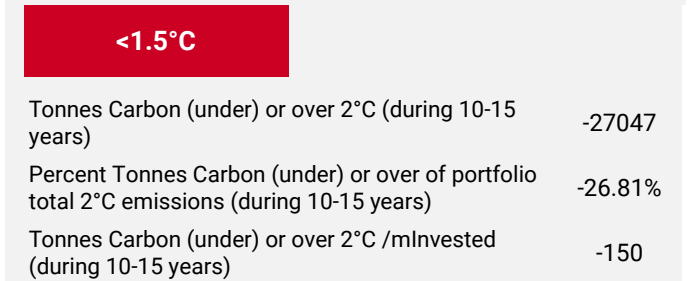 <1.5°C
Tonnes Carbon (under) or over 2°C (during 10-15
years)
-27047
Percent Tonnes Carbon (under) or over of portfolio
total 2°C emissions (during 10-15 years)
-26.81%
Tonnes Carbon (under) or over 2°C /mInvested
(during 10-15 years)
-150